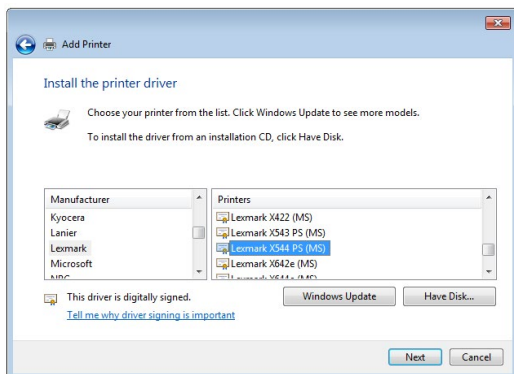 Add Printer
Install the printer driver
Choose your printer from the list. Click Windows Update to see more models.
To install the driver from an installation CD, click Have Disk.
Manufacturer
Kyocera
Lanier
Lexmark
Microsoft
Printers
Lexmark X422 (MS)
Lexmark X543 PS (MS)
Lexmark X544 PS (MS)
Lexmark X642e (MS)
This driver is digitally signed.
Tell me why driver signing is important
Windows Update
Have Disk...
Next
Cancel